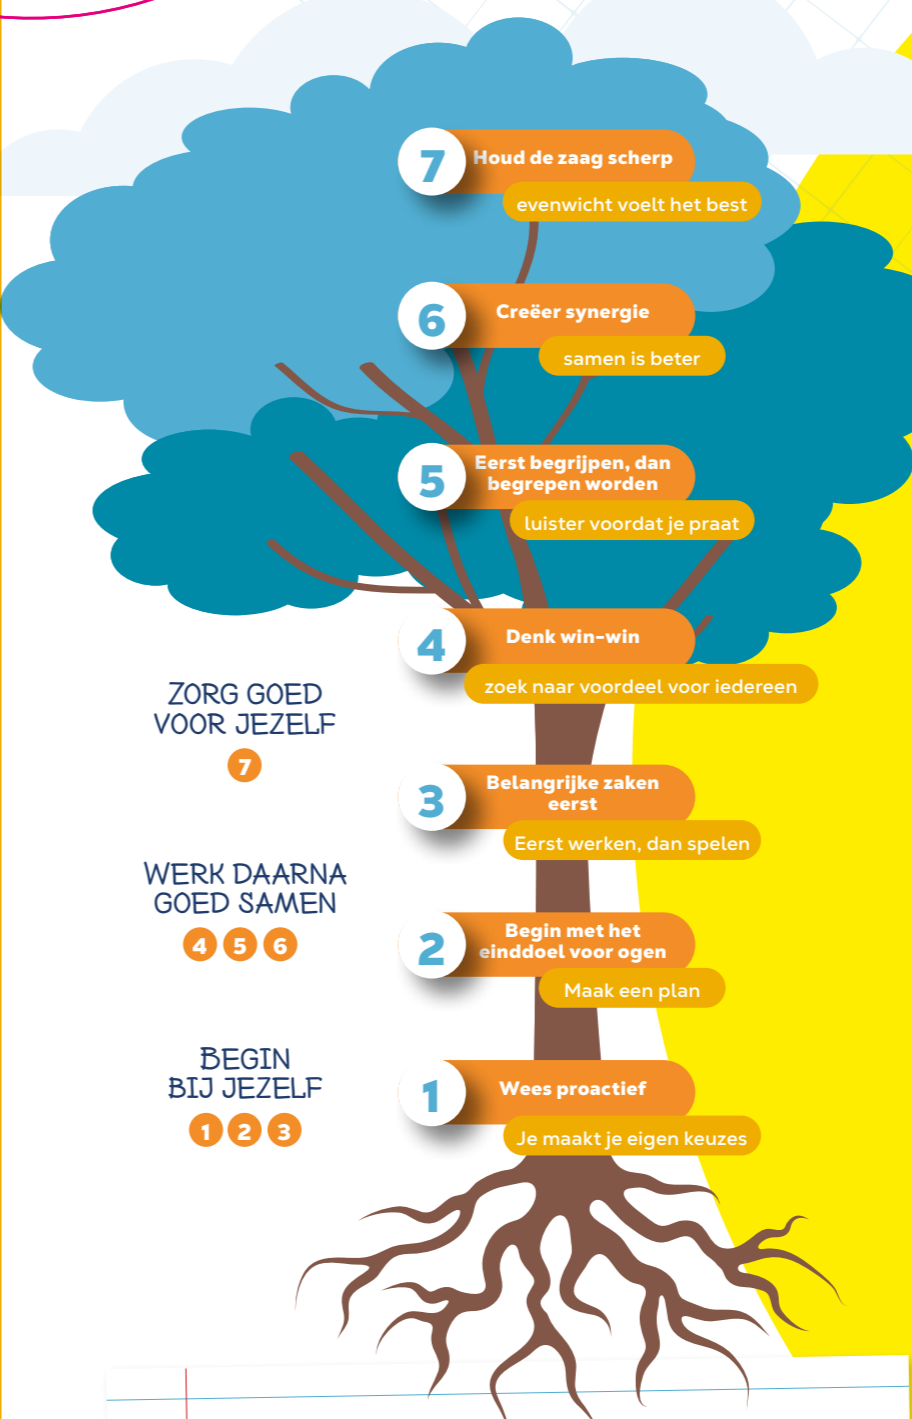 7
Houd de zaag scherp
evenwicht voelt het best
6
Creëer synergie
samen is beter
5
Eerst begrijpen, dan
begrepen worden
luister voordat je praat
4
Denk win-win
zoek naar voordeel voor iedereen
ZORG GOED
VOOR JEZELF
7
3
Belangrijke zaken
eerst
Eerst werken, dan spelen
WERK DAARNA
GOED SAMEN
4 5 6
2
Begin met het
einddoel voor ogen
Maak een plan
BEGIN
BIJ JEZELF
1 2 3
1
Wees proactief
Je maakt je eigen keuzes